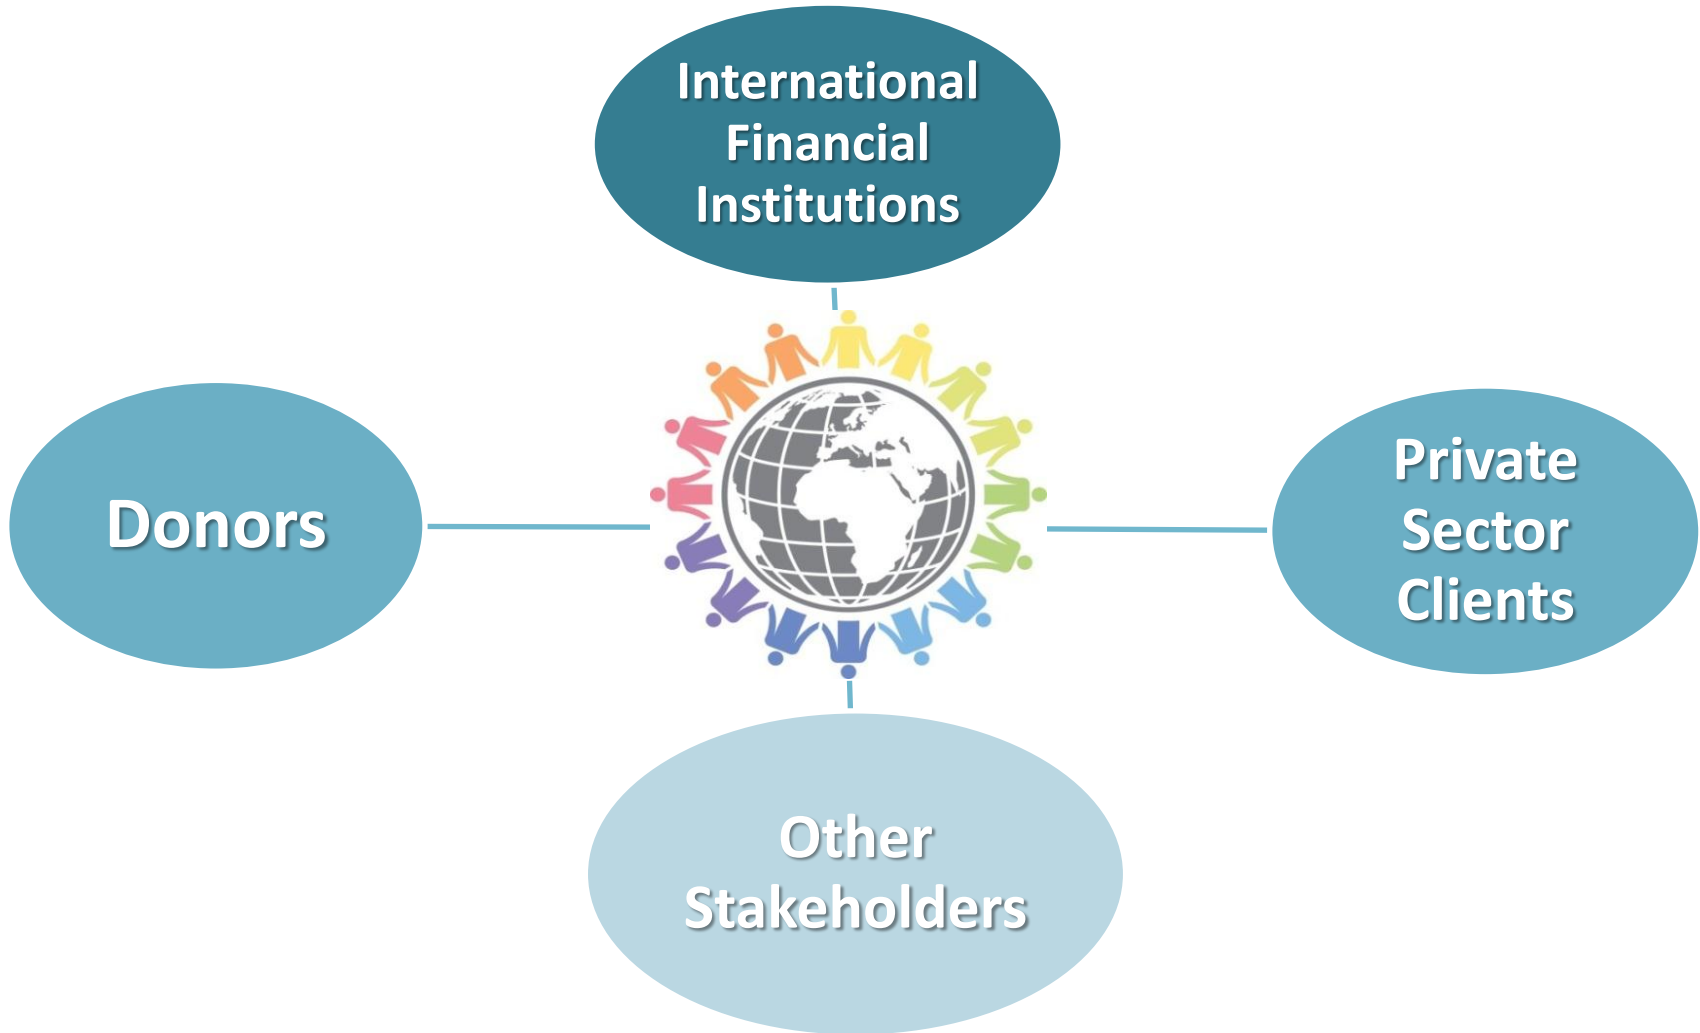 International
Financial
Institutions
Donors
Private
Sector
Clients
Other
Stakeholders